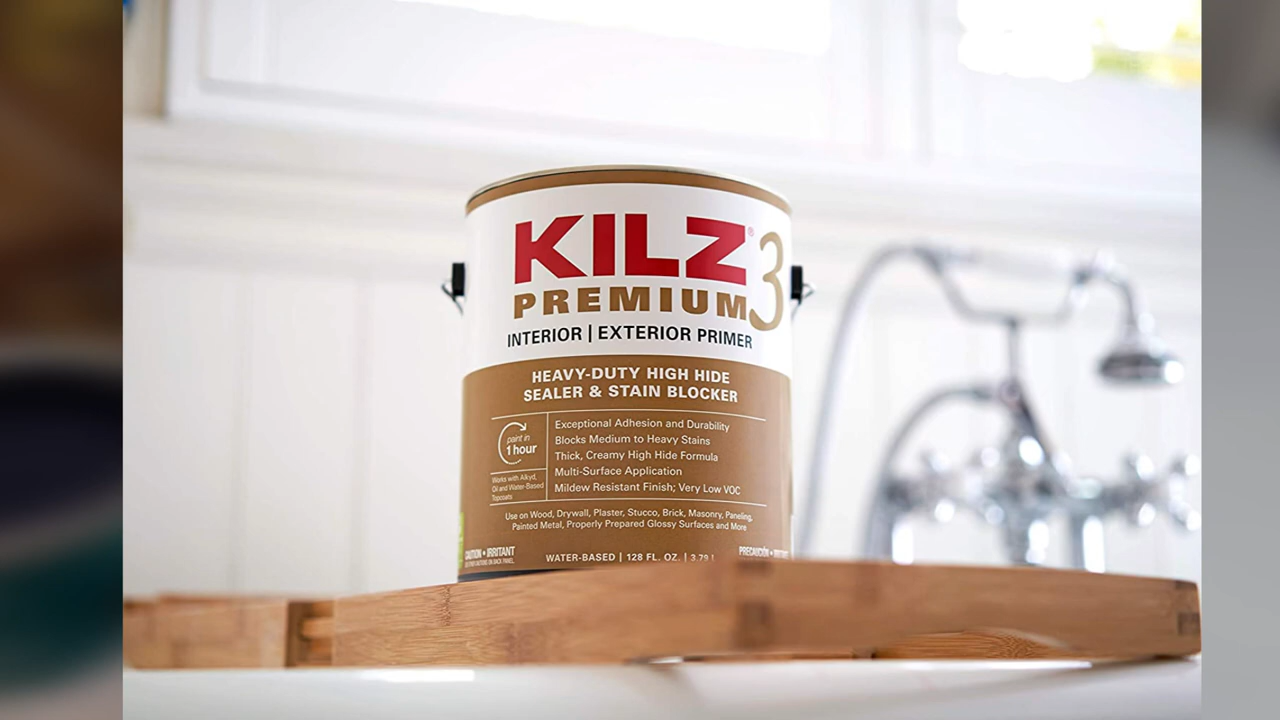 KILZ® 3
PREMIUM
INTERIOR | EXTERIOR PRIMER
HEAVY-DUTY HIGH HIDE
SEALER & STAIN BLOCKER
paint in
1 hour
Works with Alkyd,
Oil and Water-Based
Topcoats
Exceptional Adhesion and Durability
Blocks Medium to Heavy Stains
Thick, Creamy High Hide Formula
Multi-Surface Application
Mildew Resistant Finish; Very Low VOC
Use on Wood, Drywall, Plaster, Stucco, Brick, Masonry, Paneling,
Painted Metal, Properly Prepared Glossy Surfaces and More
CAUTION • IRRITANT
WATER-BASED | 128 FL. OZ. | 3.79 L
PRECAUCIÓN •